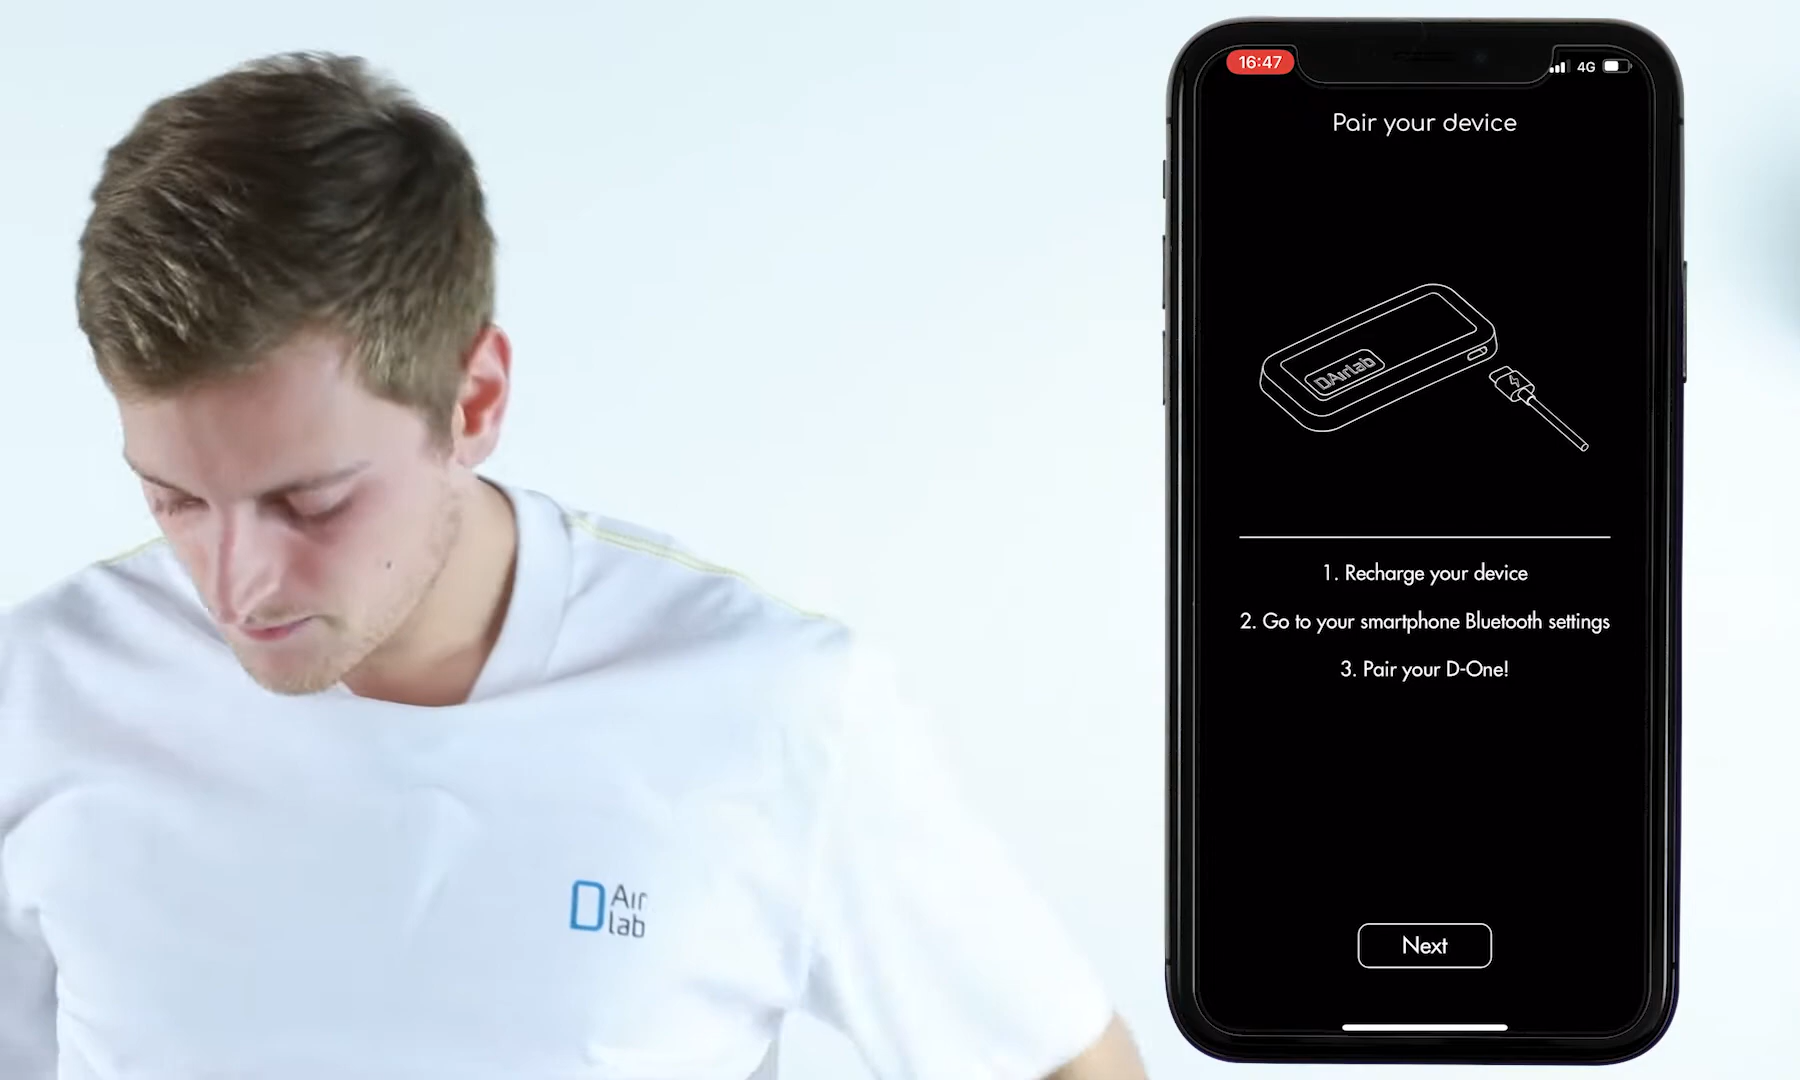 16:47
4G
Pair your device
DAirlab
1. Recharge your device
2. Go to your smartphone Bluetooth settings
3. Pair your D-One!
Next
D Air
lab